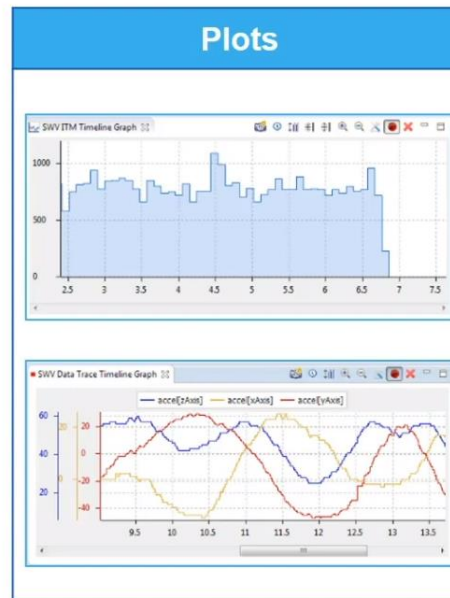 Plots
SWV ITM Timeline Graph
1000
500
0
2.5 3 3.5 4 4.5 5 5.5 6 6.5 7 7.5
SWV Data Trace Timeline Graph
accel[zAxis] accel[xAxis] accel[yAxis]
60 20 20
40 0 0
20 -20
-40
9.5 10 10.5 11 11.5 12 12.5 13 13.5